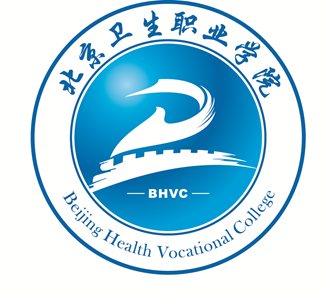 北京卫生职业学院
BHVC
Beijing Health Vocational College